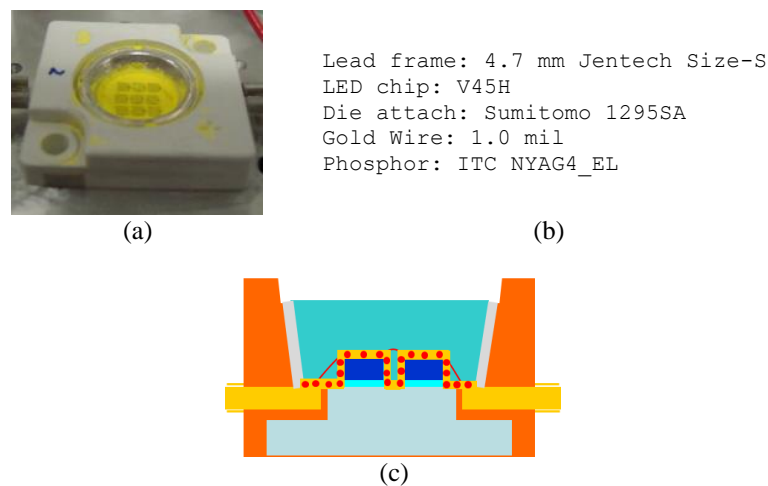 Lead frame: 4.7 mm Jentech Size-S
LED chip: V45H
Die attach: Sumitomo 1295SA
Gold Wire: 1.0 mil
Phosphor: ITC NYAG4_EL
(a)
(b)
(c)